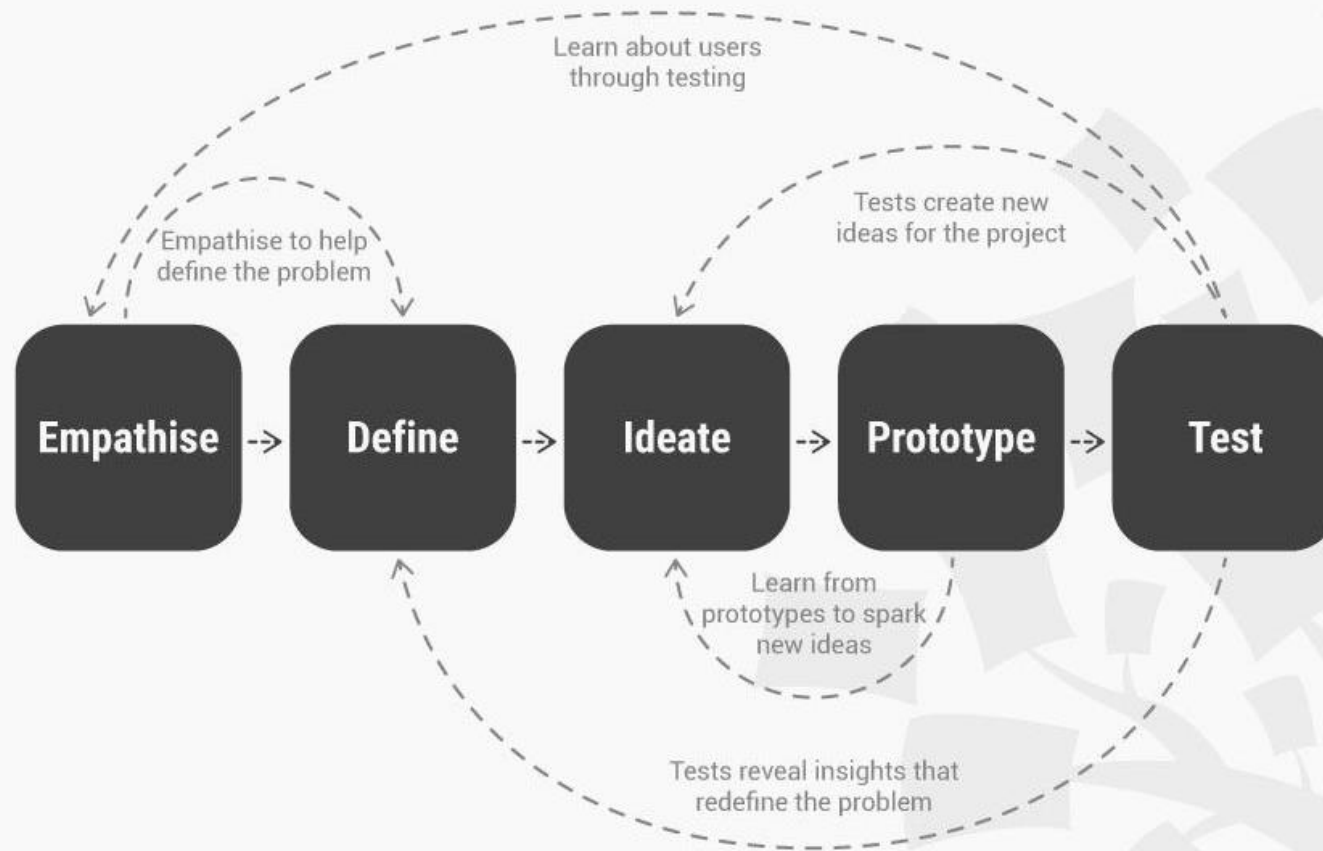 Learn about users
through testing
Tests create new
ideas for the project
Empathise to help
define the problem
Empathise
Define
Ideate
Prototype
Test
Learn from
prototypes to spark
new ideas
Tests reveal insights that
redefine the problem